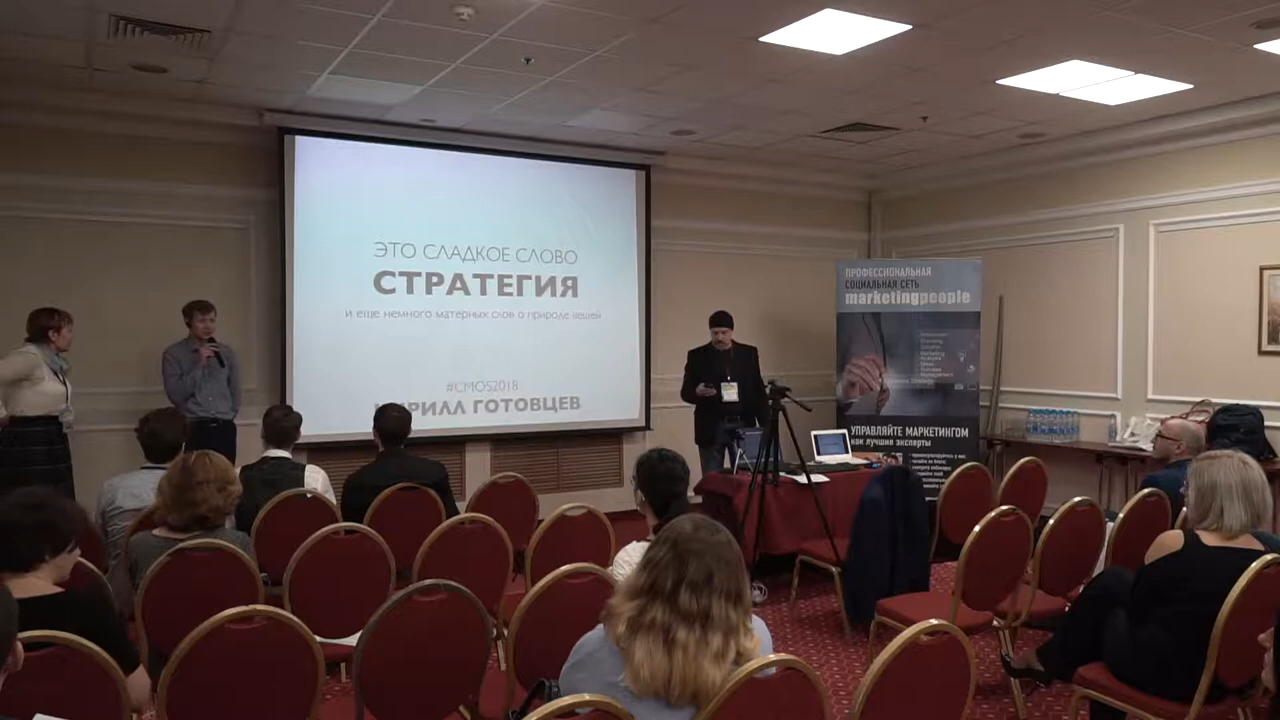 ЭТО СЛАДКОЕ СЛОВО
СТРАТЕГИЯ
и еще немного матерных слов о природе вещей
#CMOS2018
КИРИЛЛ ГОТОВЦЕВ
ПРОФЕССИОНАЛЬНАЯ
СОЦИАЛЬНАЯ СЕТЬ
marketingpeople
УПРАВЛЯЙТЕ МАРКЕТИНГОМ
как лучшие эксперты